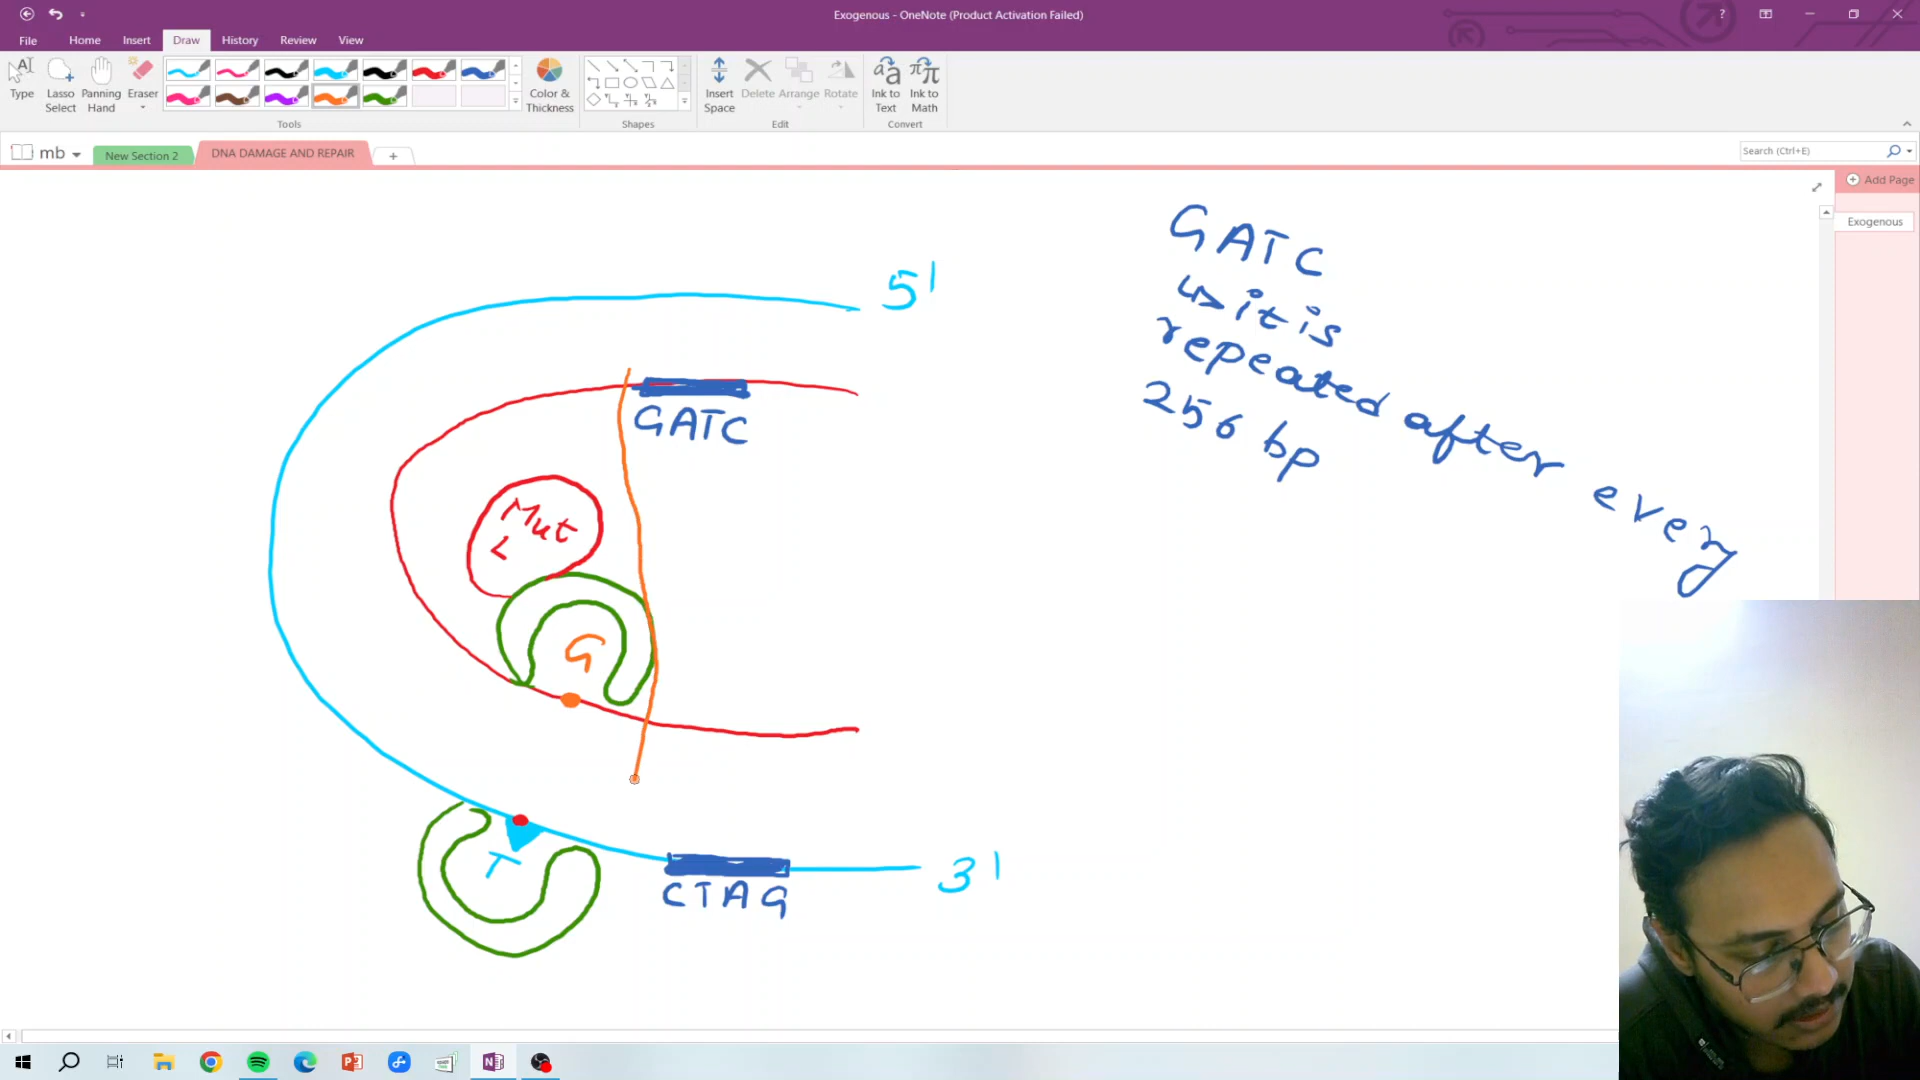 Exogenous - OneNote (Product Activation Failed)
?
File Home Insert Draw History Review View
Type
Lasso Select
Panning Hand
Eraser
Color & Thickness
Insert Space
Delete
Arrange
Rotate
Ink to Text
Ink to Math
Tools
Shapes
Edit
Convert
mb
New Section 2
DNA DAMAGE AND REPAIR
Search (Ctrl+E)
Add Page
Exogenous
GATC
it is
repeated after every
256 bp
5'
GATC
Mut
L
G
T
CTAG
3'